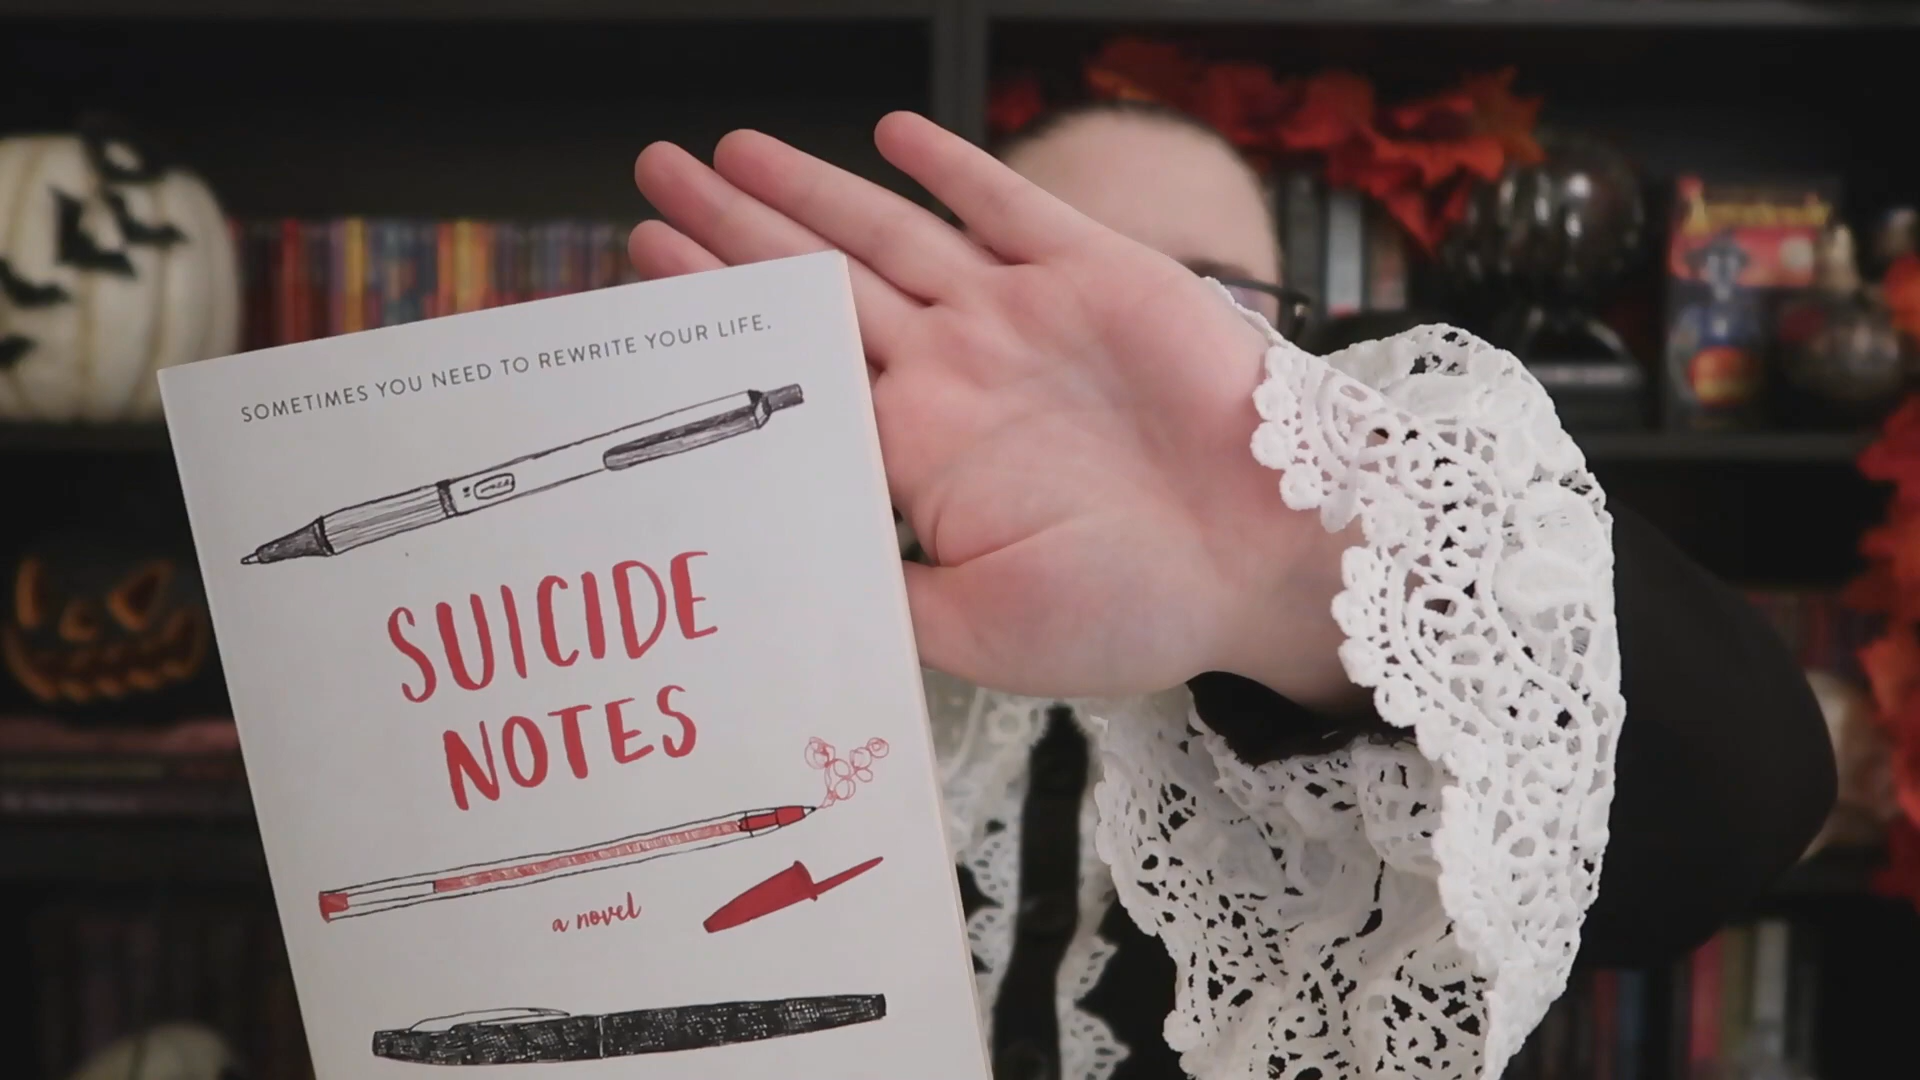 SOMETIMES YOU NEED TO REWRITE YOUR LIFE.
SUICIDE
NOTES
a novel